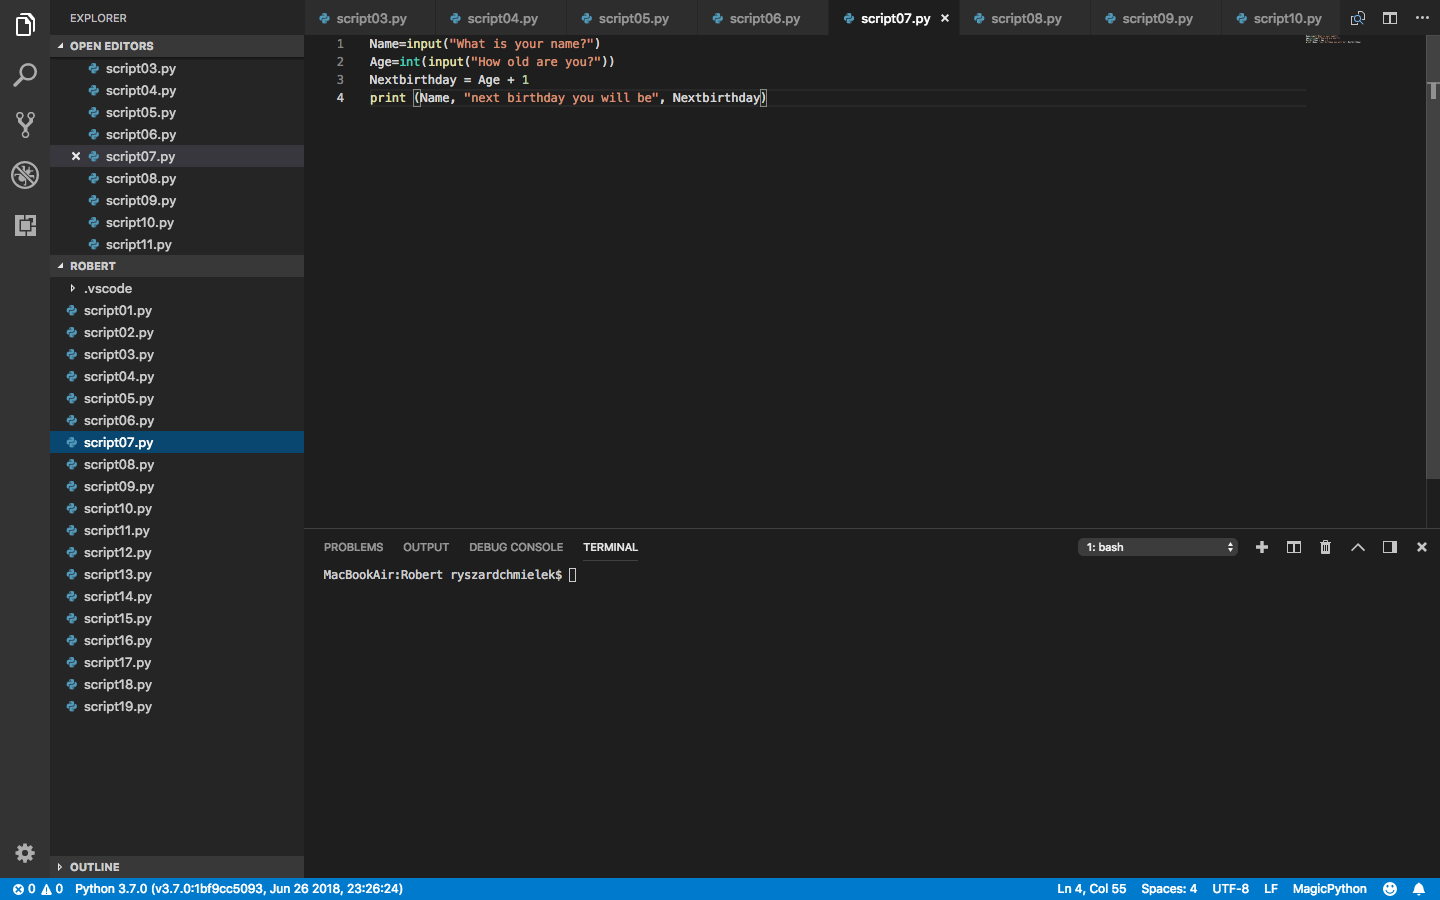 EXPLORER
OPEN EDITORS
script03.py
script04.py
script05.py
script06.py
script07.py
script08.py
script09.py
script10.py
script11.py
ROBERT
.vscode
script01.py
script02.py
script03.py
script04.py
script05.py
script06.py
script07.py
script08.py
script09.py
script10.py
script11.py
script12.py
script13.py
script14.py
script15.py
script16.py
script17.py
script18.py
script19.py
OUTLINE
script03.py script04.py script05.py script06.py script07.py script08.py script09.py script10.py
1 Name=input("What is your name?")
2 Age=int(input("How old are you?"))
3 Nextbirthday = Age + 1
4 print (Name, "next birthday you will be", Nextbirthday)
PROBLEMS OUTPUT DEBUG CONSOLE TERMINAL 1: bash
MacBookAir:Robert ryszardchmielek$
0 0 Python 3.7.0 (v3.7.0:1bf9cc5093, Jun 26 2018, 23:26:24) Ln 4, Col 55 Spaces: 4 UTF-8 LF MagicPython